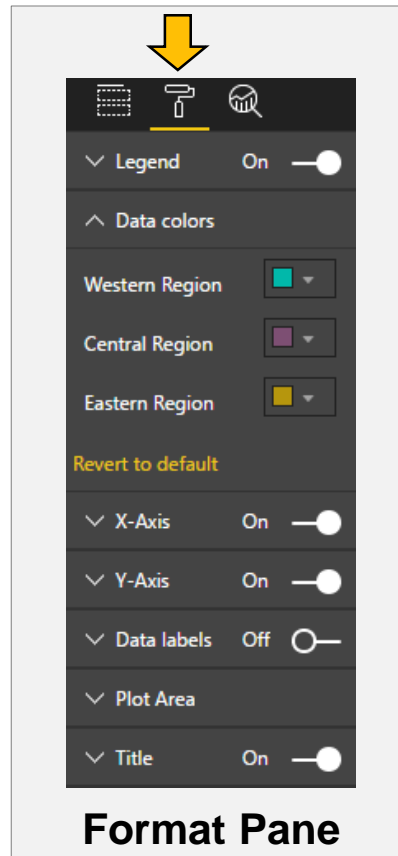 Legend On
Data colors
Western Region
Central Region
Eastern Region
Revert to default
X-Axis On
Y-Axis On
Data labels Off
Plot Area
Title On
Format Pane